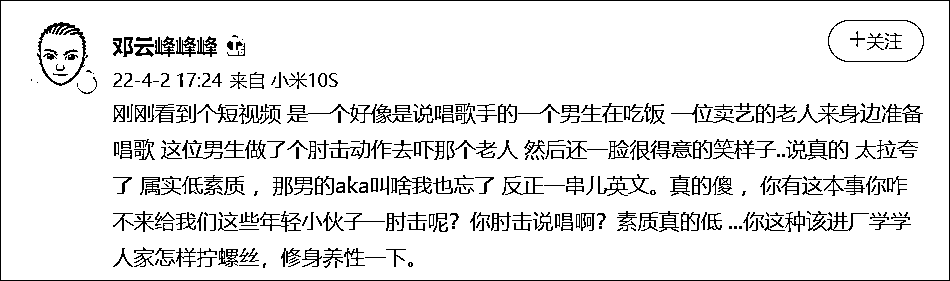 邓云峰峰峰
+关注
22-4-2 17:24 来自 小米10S
刚刚看到个短视频 是一个好像是说唱歌手的一个男生在吃饭 一位卖艺的老人来身边准备
唱歌 这位男生做了个肘击动作去吓那个老人 然后还一脸很得意的笑样子..说真的 太拉夸
了 属实低素质 ，那男的aka叫啥我也忘了 反正一串儿英文。真的傻 ，你有这本事你咋
不来给我们这些年轻小伙子一肘击呢？你肘击说唱啊？素质真的低 ...你这种该进厂学学
人家怎样拧螺丝，修身养性一下。